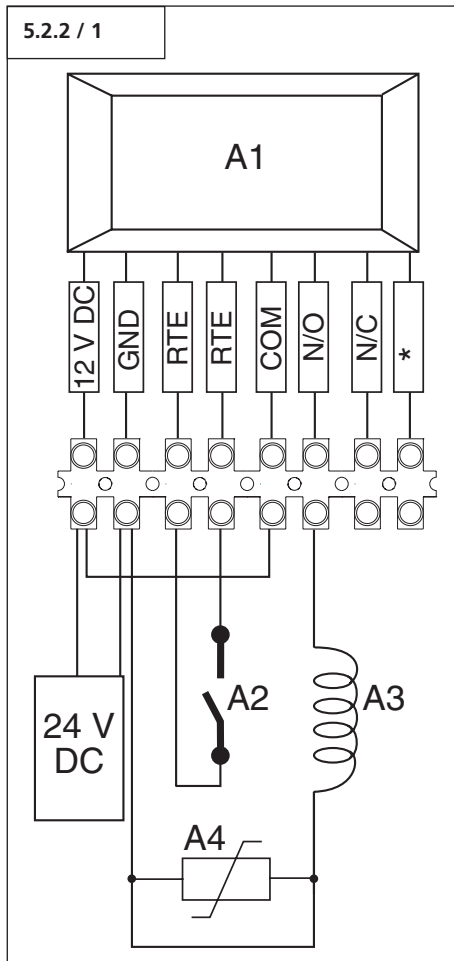 5.2.2 / 1
A1
12 V DC
GND
RTE
RTE
COM
N/O
N/C
*
24 V
DC
A2
A3
A4